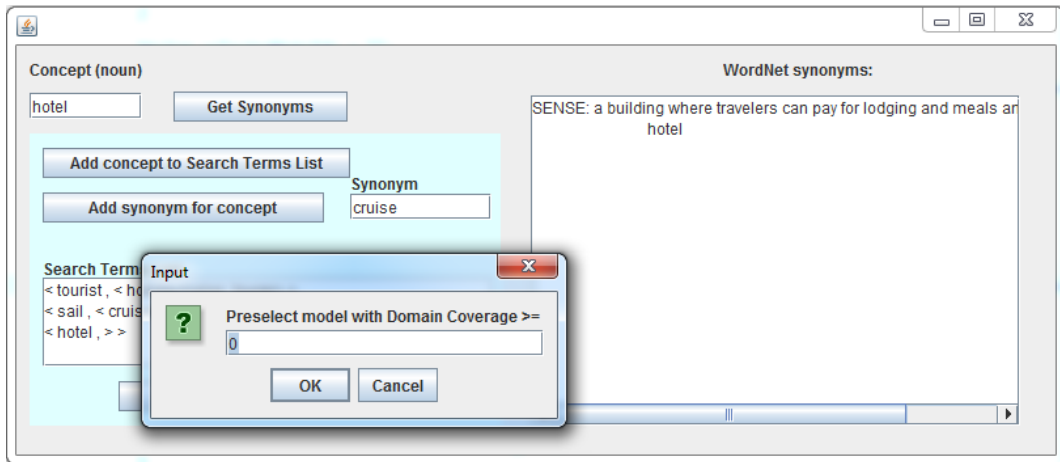 Concept (noun)
WordNet synonyms:
hotel
Get Synonyms
SENSE: a building where travelers can pay for lodging and meals
hotel
Add concept to Search Terms List
Synonym
Add synonym for concept
cruise
Search Term
< tourist , <
< sail , < cruis
< hotel , > >
Input
Preselect model with Domain Coverage >=
0
OK
Cancel